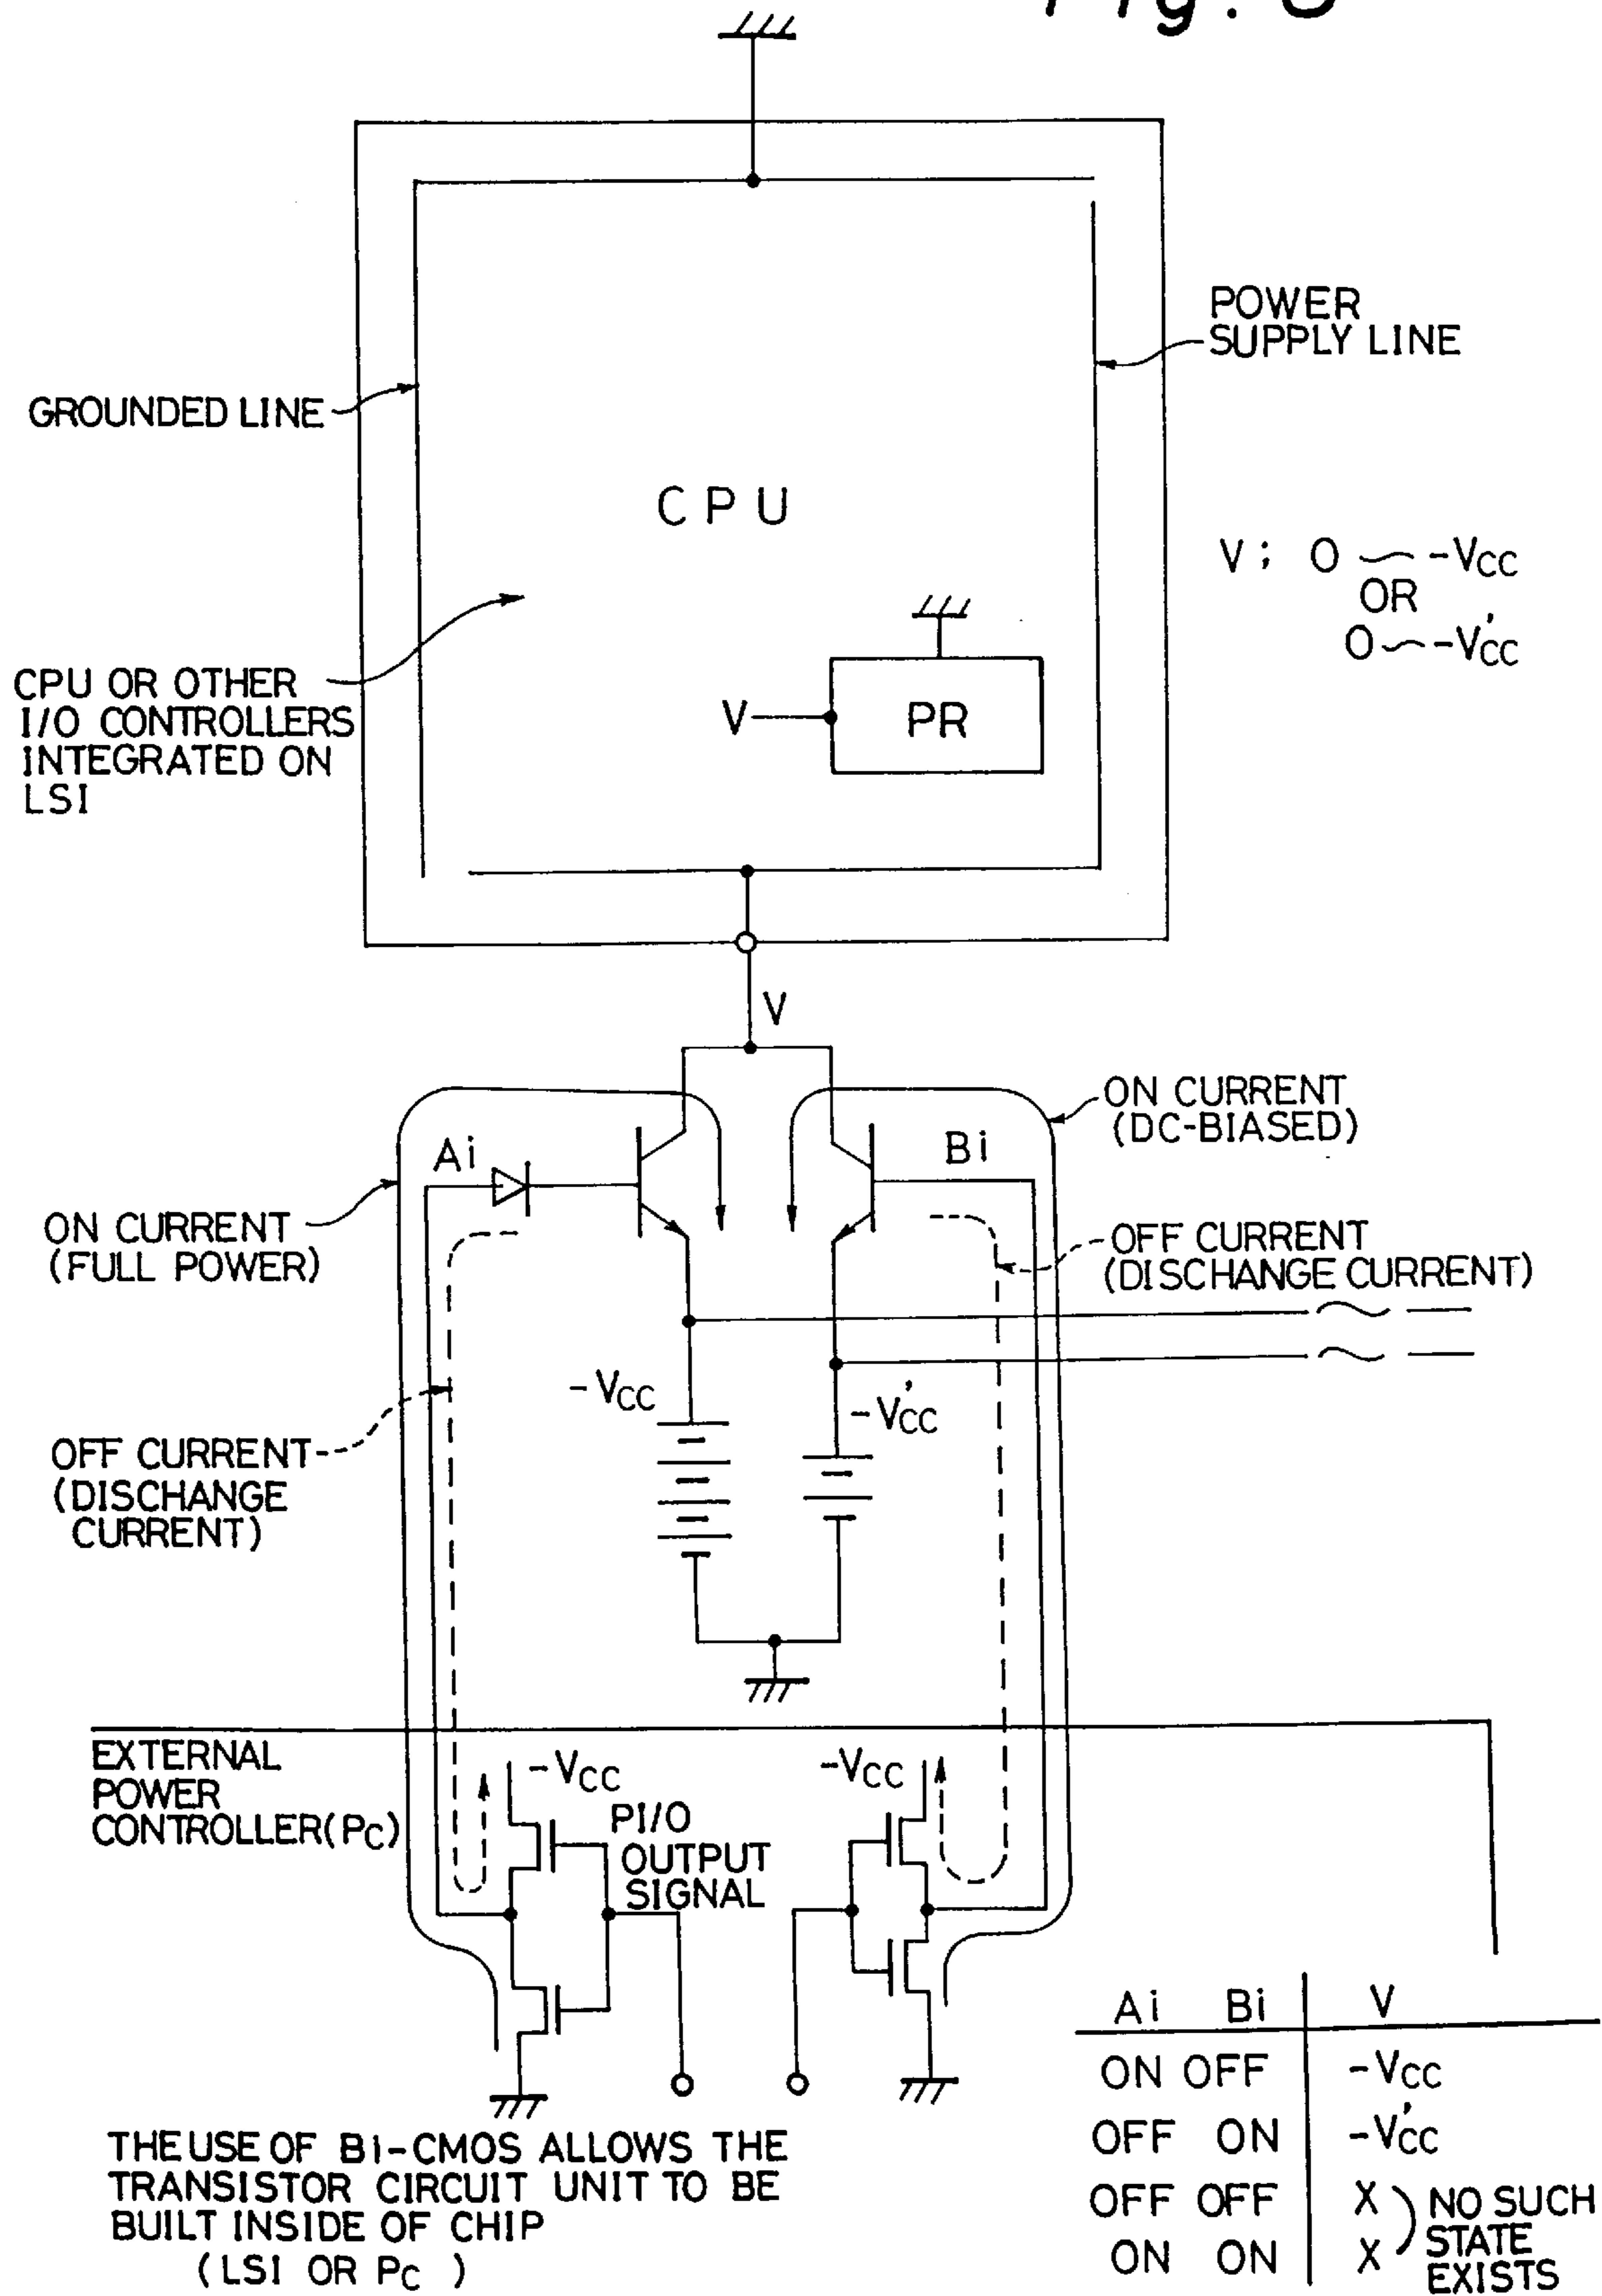 Fig.
POWER
SUPPLY LINE
GROUNDED LINE
CPU
V; 0 ~ -VCC
OR
0 ~ -V'CC
CPU OR OTHER
I/O CONTROLLERS
INTEGRATED ON
LSI
V
PR
V
ON CURRENT
(DC-BIASED)
Ai
Bi
ON CURRENT
(FULL POWER)
OFF CURRENT
(DISCHANGE CURRENT)
-VCC
-V'CC
OFF CURRENT
(DISCHANGE
CURRENT)
EXTERNAL
POWER
CONTROLLER(PC)
-VCC
-VCC
PI/O
OUTPUT
SIGNAL
Ai Bi V
ON OFF -VCC
OFF ON -V'CC
OFF OFF X
ON ON X
NO SUCH
STATE
EXISTS
THE USE OF Bi-CMOS ALLOWS THE
TRANSISTOR CIRCUIT UNIT TO BE
BUILT INSIDE OF CHIP
(LSI OR PC )